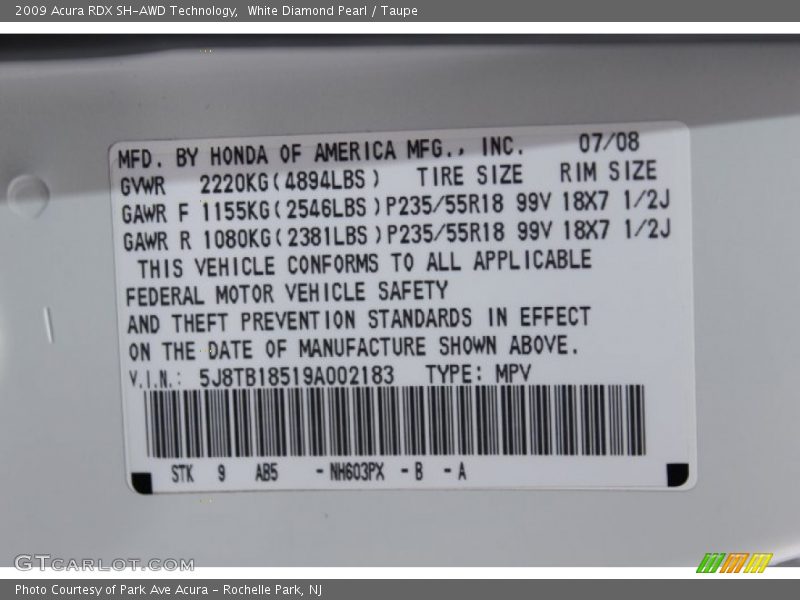 2009 Acura RDX SH-AWD Technology,  White Diamond Pearl / Taupe
MFD. BY HONDA OF AMERICA MFG., INC. 07/08
GVWR 2220KG(4894LBS) TIRE SIZE RIM SIZE
GAWR F 1155KG(2546LBS)P235/55R18 99V 18X7 1/2J
GAWR R 1080KG(2381LBS)P235/55R18 99V 18X7 1/2J
THIS VEHICLE CONFORMS TO ALL APPLICABLE
FEDERAL MOTOR VEHICLE SAFETY
AND THEFT PREVENTION STANDARDS IN EFFECT
ON THE DATE OF MANUFACTURE SHOWN ABOVE.
V.I.N.: 5J8TB18519A002183 TYPE: MPV
STK 9 AB5 -NH603PX -B -A
GTCARLOT.COM
Photo Courtesy of Park Ave Acura - Rochelle Park, NJ